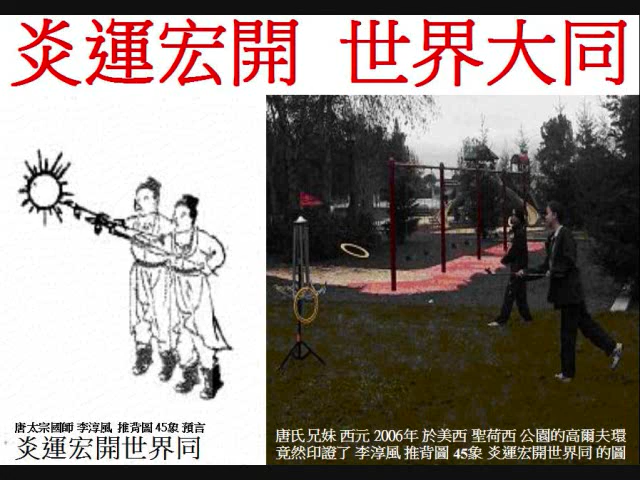 炎運宏開 世界大同
唐太宗國師 李淳風 推背圖 45象 預言
炎運宏開世界同
唐氏兄妹 西元 2006年 於美西 聖荷西 公園的高爾夫環
竟然印證了 李淳風 推背圖 45象 炎運宏開世界同 的圖